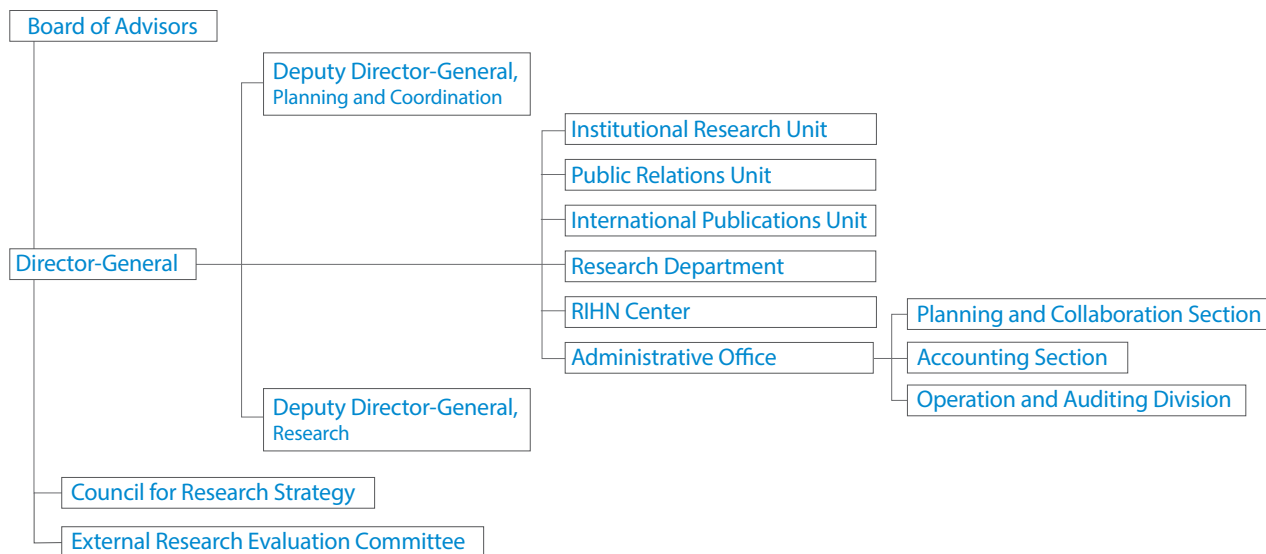 Board of Advisors
Deputy Director-General,
Planning and Coordination
Institutional Research Unit
Public Relations Unit
International Publications Unit
Director-General
Research Department
RIHN Center
Planning and Collaboration Section
Administrative Office
Accounting Section
Operation and Auditing Division
Deputy Director-General,
Research
Council for Research Strategy
External Research Evaluation Committee